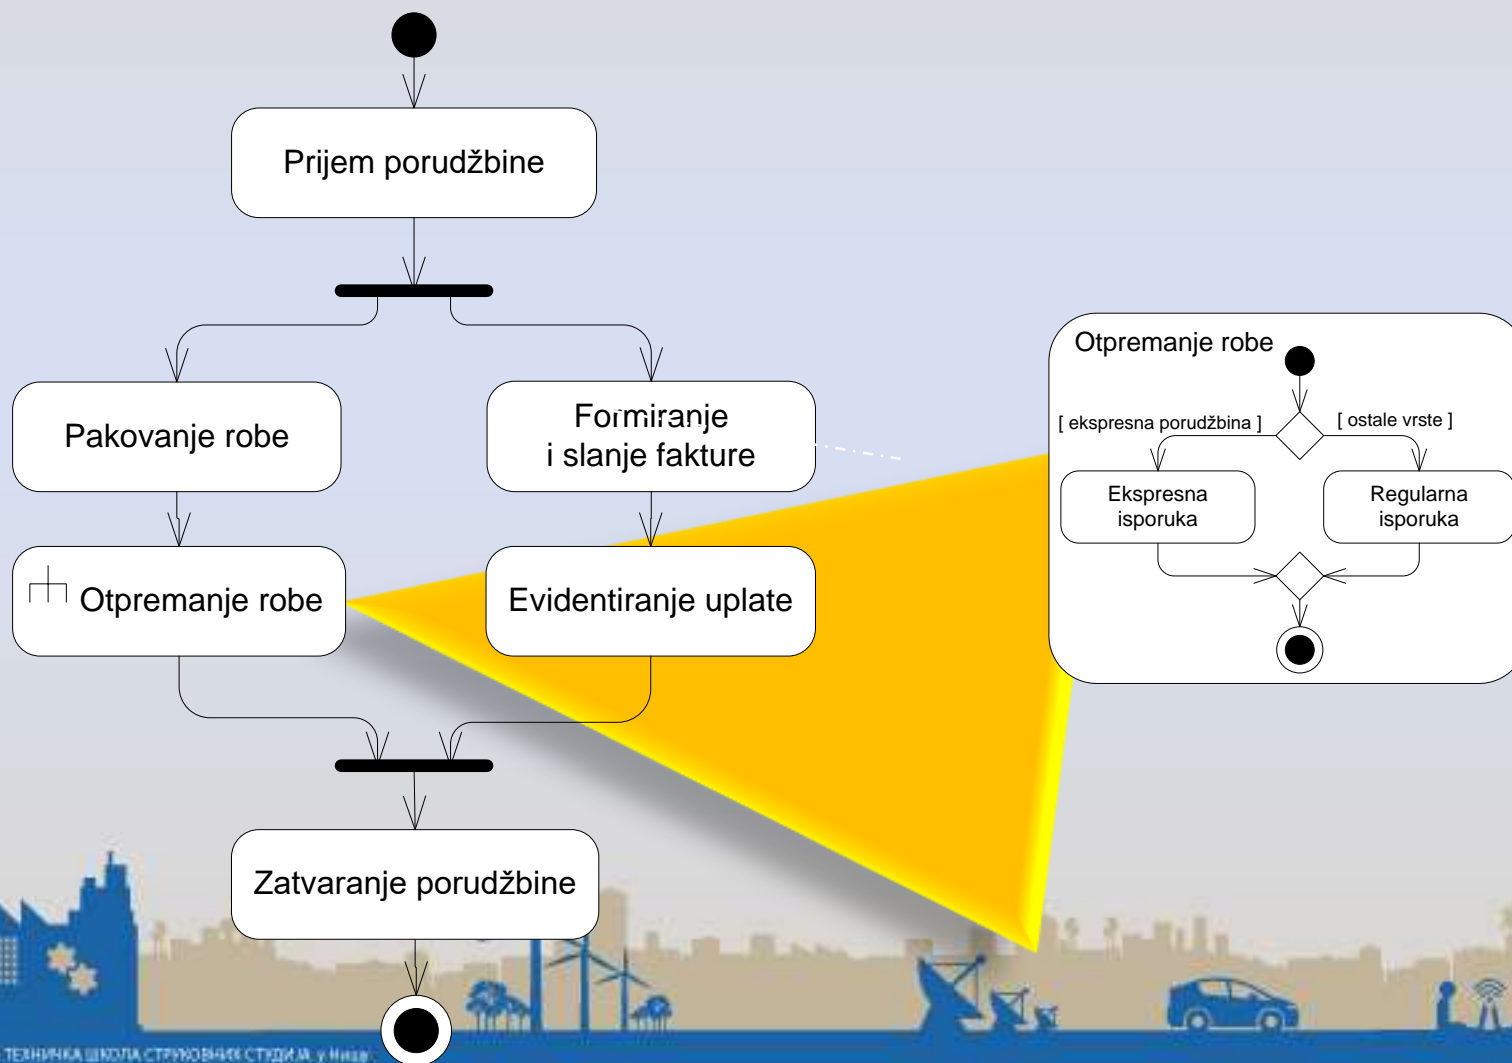 Prijem porudžbine
Pakovanje robe
Formiranje
i slanje fakture
Otpremanje robe
Evidentiranje uplate
Zatvaranje porudžbine
Otpremanje robe
[ ekspresna porudžbina ]
[ ostale vrste ]
Ekspresna
isporuka
Regularna
isporuka
ТЕХНИЧКА ШКОЛА СТРУКОВНИХ СТУДИЈА у Нишу